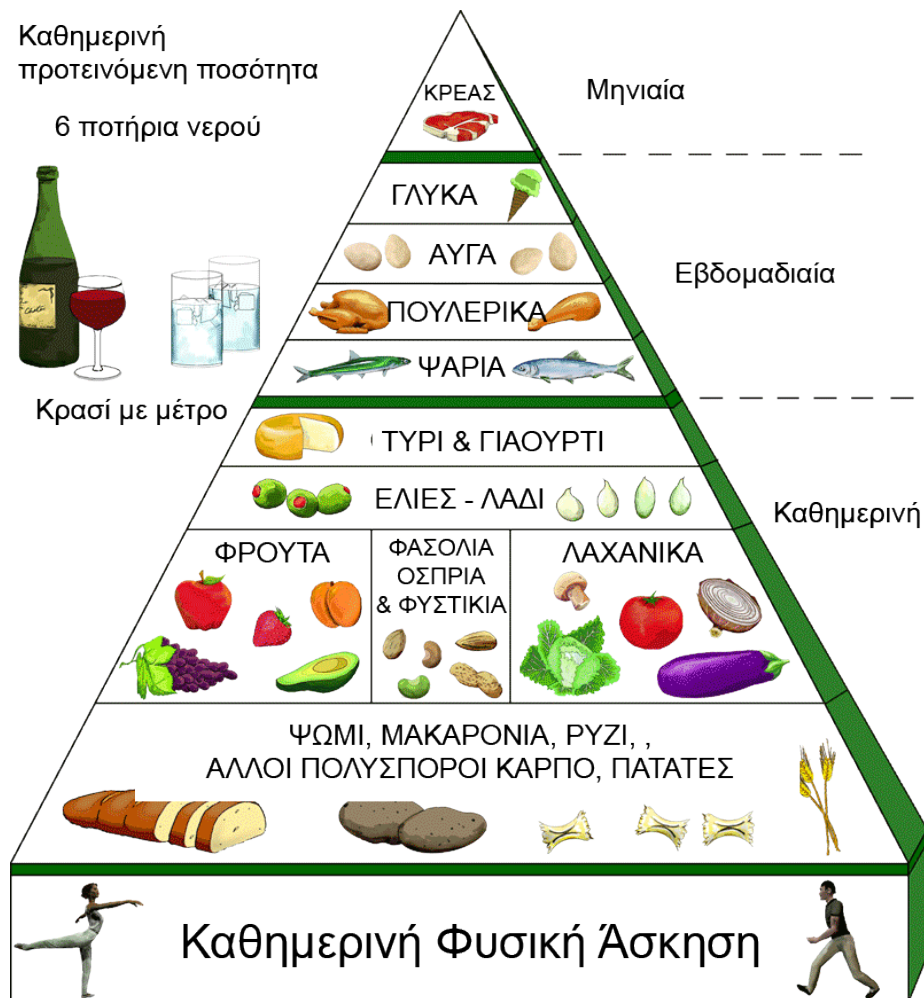 Καθημερινή
προτεινόμενη ποσότητα
6 ποτήρια νερού
Κρασί με μέτρο
ΚΡΕΑΣ
Μηνιαία
ΓΛΥΚΑ
ΑΥΓΑ
ΠΟΥΛΕΡΙΚΑ
ΨΑΡΙΑ
Εβδομαδιαία
ΤΥΡΙ & ΓΙΑΟΥΡΤΙ
ΕΛΙΕΣ - ΛΑΔΙ
Καθημερινή
ΦΡΟΥΤΑ
ΦΑΣΟΛΙΑ
ΟΣΠΡΙΑ
& ΦΥΣΤΙΚΙΑ
ΛΑΧΑΝΙΚΑ
ΨΩΜΙ, ΜΑΚΑΡΟΝΙΑ, ΡΥΖΙ, ,
ΑΛΛΟΙ ΠΟΛΥΣΠΟΡΟΙ ΚΑΡΠΟ, ΠΑΤΑΤΕΣ
Καθημερινή Φυσική Άσκηση